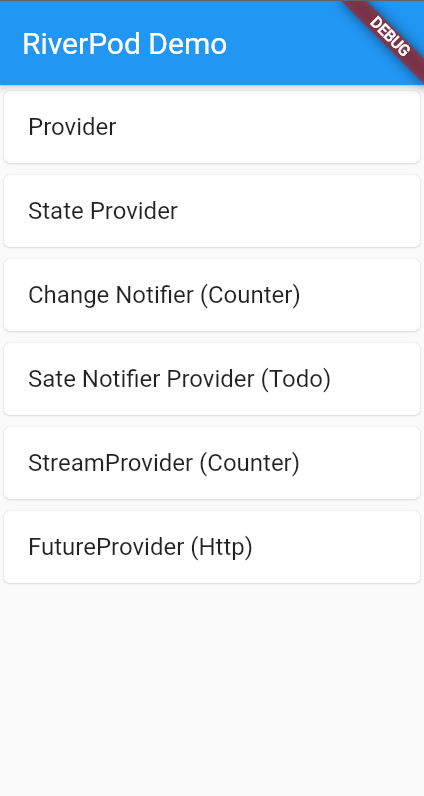 RiverPod Demo
DEBUG
Provider
State Provider
Change Notifier (Counter)
Sate Notifier Provider (Todo)
StreamProvider (Counter)
FutureProvider (Http)